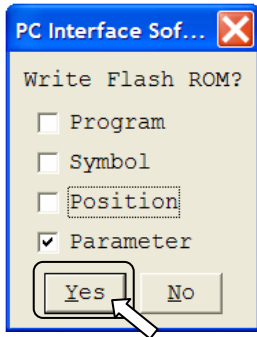 PC Interface Sof...
Write Flash ROM?
Program
Symbol
Position
Parameter
Yes No